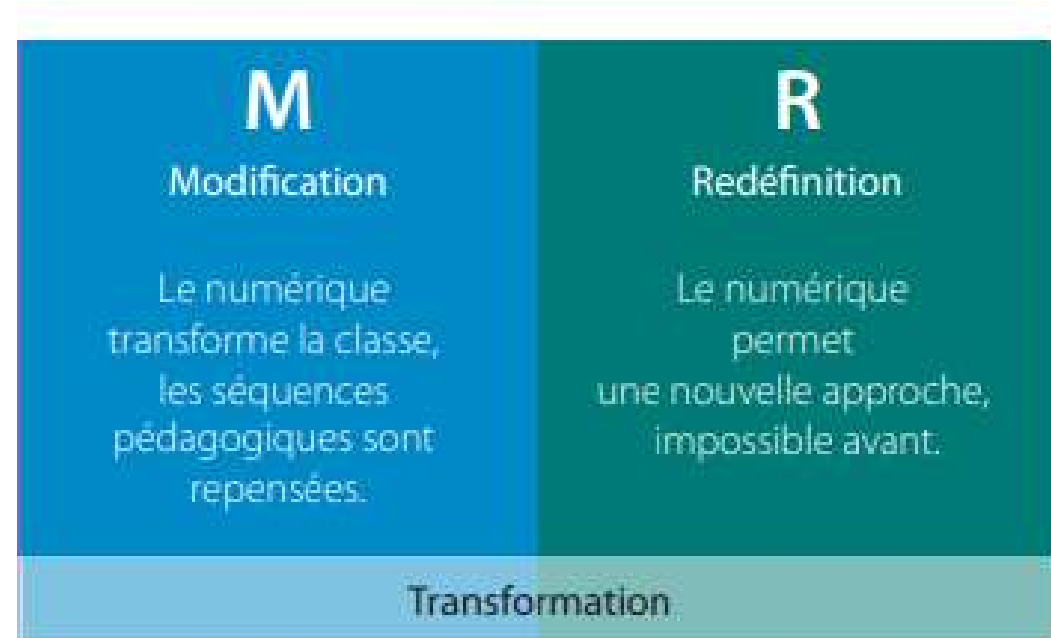 M
Modification
Le numérique
transforme la classe,
les séquences
pédagogiques sont
repensées.
R
Redéfinition
Le numérique
permet
une nouvelle approche,
impossible avant.
Transformation